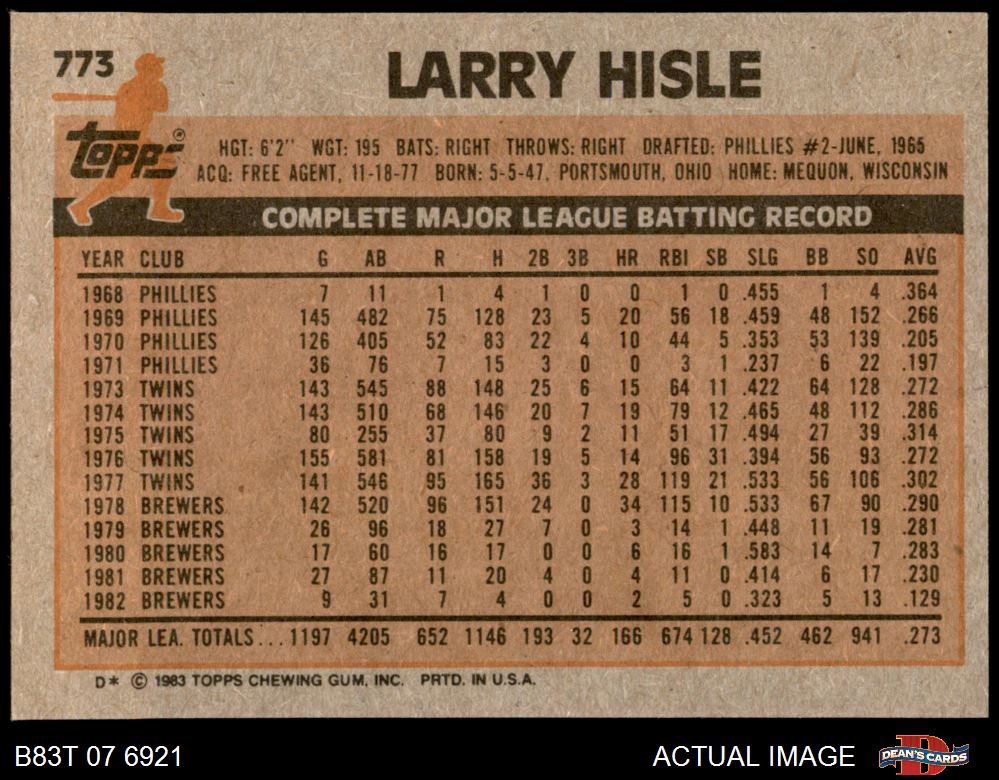 773
LARRY HISLE
topps®
HGT: 6'2" WGT: 195 BATS: RIGHT THROWS: RIGHT DRAFTED: PHILLIES #2-JUNE, 1965
ACQ: FREE AGENT, 11-18-77 BORN: 5-5-47, PORTSMOUTH, OHIO HOME: MEQUON, WISCONSIN
COMPLETE MAJOR LEAGUE BATTING RECORD
YEAR CLUB G AB R H 2B 3B HR RBI SB SLG BB SO AVG
1968 PHILLIES 7 11 1 4 1 0 0 1 0 .455 1 4 .364
1969 PHILLIES 145 482 75 128 23 5 20 56 18 .459 48 152 .266
1970 PHILLIES 126 405 52 83 22 4 10 44 5 .353 53 139 .205
1971 PHILLIES 36 76 7 15 3 0 0 3 1 .237 6 22 .197
1973 TWINS 143 545 88 148 25 6 15 64 11 .422 64 128 .272
1974 TWINS 143 510 68 146 20 7 19 79 12 .465 48 112 .286
1975 TWINS 80 255 37 80 9 2 11 51 17 .494 27 39 .314
1976 TWINS 155 581 81 158 19 5 14 96 31 .394 56 93 .272
1977 TWINS 141 546 95 165 36 3 28 119 21 .533 56 106 .302
1978 BREWERS 142 520 96 151 24 0 34 115 10 .533 67 90 .290
1979 BREWERS 26 96 18 27 7 0 3 14 1 .448 11 19 .281
1980 BREWERS 17 60 16 17 0 0 6 16 1 .583 14 7 .283
1981 BREWERS 27 87 11 20 4 0 4 11 0 .414 6 17 .230
1982 BREWERS 9 31 7 4 0 0 2 5 0 .323 5 13 .129
MAJOR LEA. TOTALS... 1197 4205 652 1146 193 32 166 674 128 .452 462 941 .273
D* © 1983 TOPPS CHEWING GUM, INC. PRTD. IN U.S.A.
B83T 07 6921 ACTUAL IMAGE DEAN'S CARDS